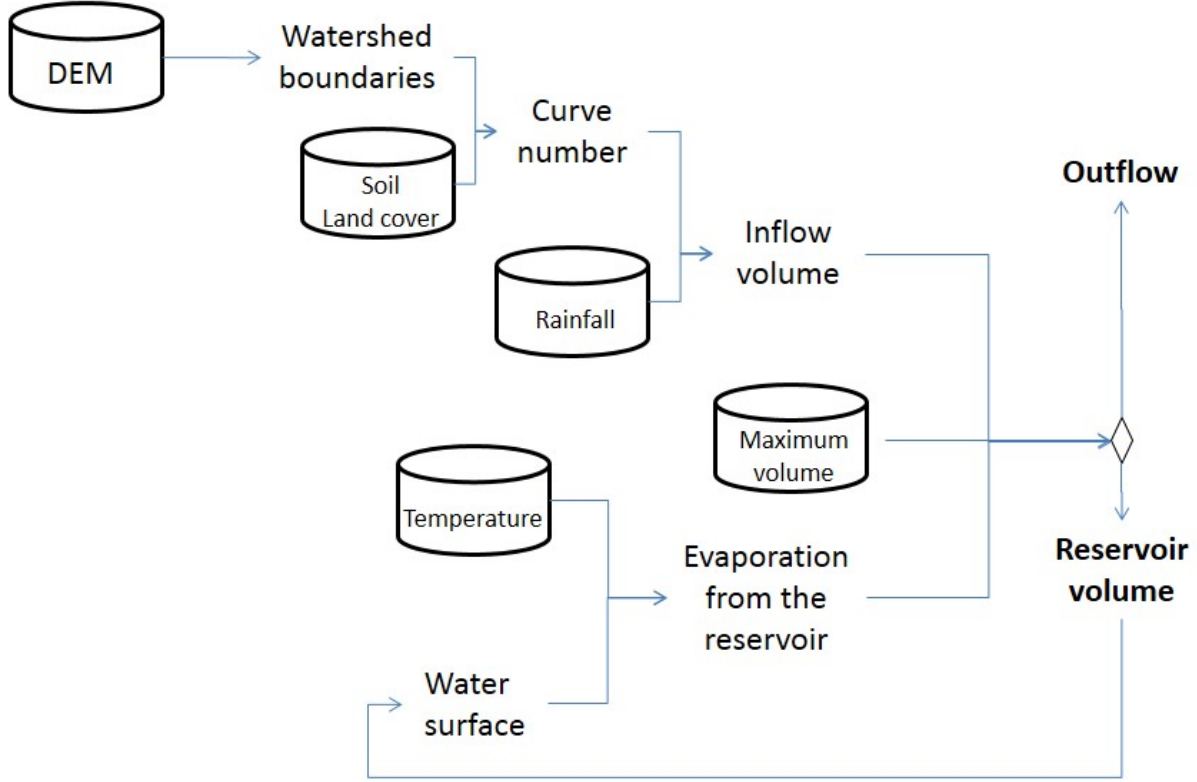 DEM
Watershed
boundaries
Soil
Land cover
Curve
number
Rainfall
Inflow
volume
Outflow
Maximum
volume
Temperature
Evaporation
from the
reservoir
Reservoir
volume
Water
surface